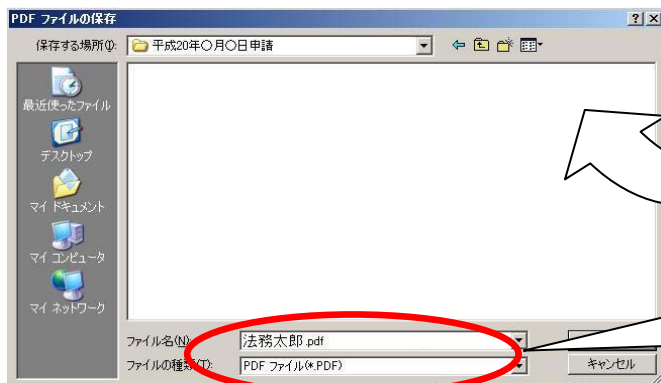 PDF ファイルの保存
保存する場所(I):
平成20年〇月〇日申請
最近使ったファイル
デスクトップ
マイ ドキュメント
マイ コンピュータ
マイ ネットワーク
ファイル名(N):
法務太郎.pdf
ファイルの種類(T):
PDF ファイル(*.PDF)
キャンセル